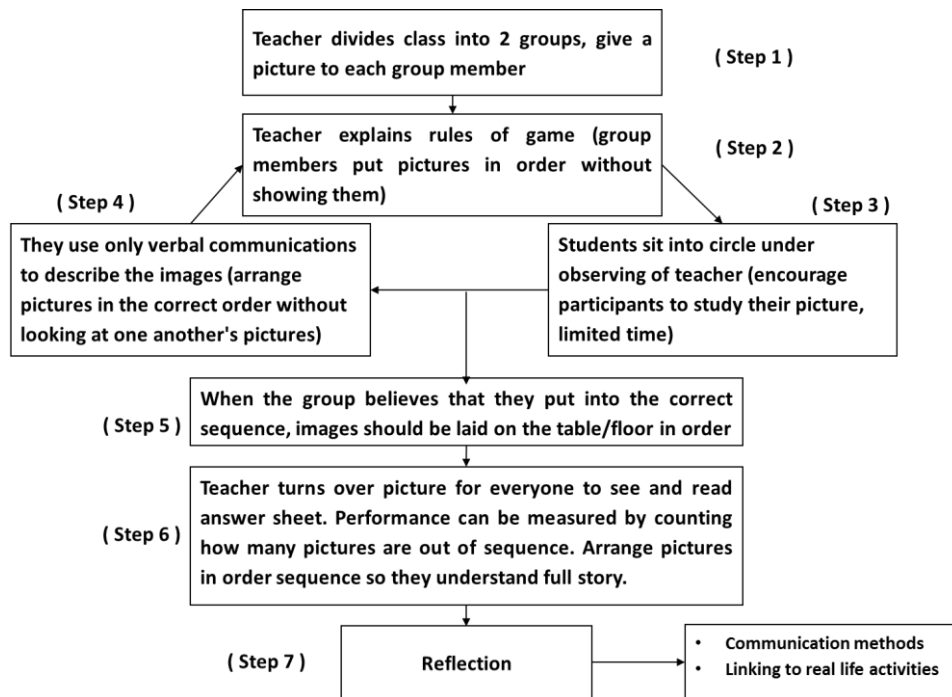 Teacher divides class into 2 groups, give a
picture to each group member
( Step 1 )
Teacher explains rules of game (group
members put pictures in order without
showing them)
( Step 2 )
( Step 3 )
Students sit into circle under
observing of teacher (encourage
participants to study their picture,
limited time)
( Step 4 )
They use only verbal communications
to describe the images (arrange
pictures in the correct order without
looking at one another's pictures)
( Step 5 )
When the group believes that they put into the correct
sequence, images should be laid on the table/floor in order
( Step 6 )
Teacher turns over picture for everyone to see and read
answer sheet. Performance can be measured by counting
how many pictures are out of sequence. Arrange pictures
in order sequence so they understand full story.
( Step 7 )
Reflection
• Communication methods
• Linking to real life activities